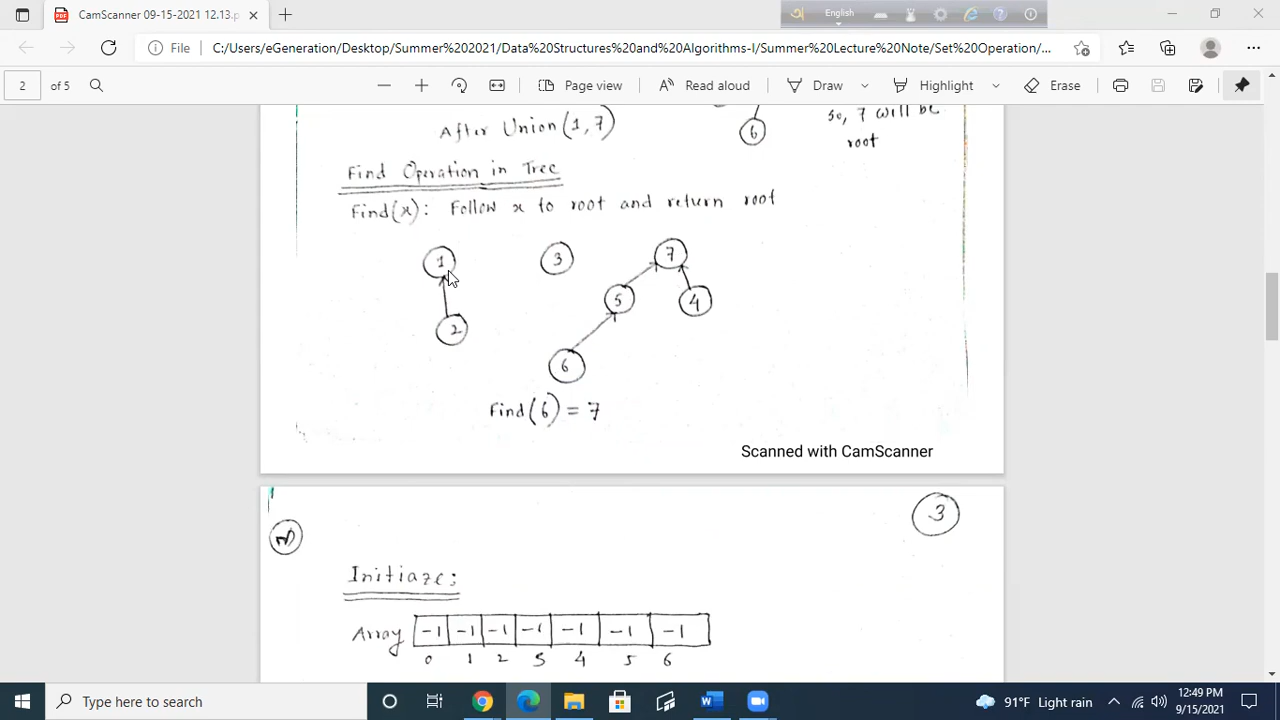 CamScanner 09-15-2021 12.13.p
English
File
C:/Users/eGeneration/Desktop/Summer%202021/Data%20Structures%20and%20Algorithms-I/Summer%20Lecture%20Note/Set%20Operation/...
2 of 5
Page view
Read aloud
Draw
Highlight
Erase
After Union (1,7)
6
so, 7 will be
root
Find Operation in Tree
Find(x): Follow x to root and return root
1 3 7
5 4
2
6
Find(6) = 7
Scanned with CamScanner
3
Initiaze:
Array -1 -1 -1 -1 -1 -1 -1
0 1 2 3 4 5 6
Type here to search
91°F Light rain
12:49 PM
9/15/2021